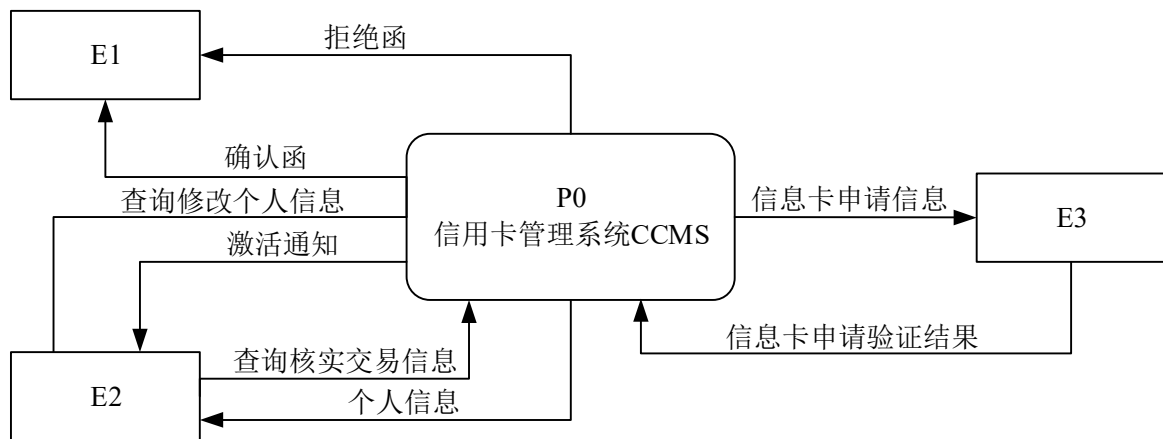 E1
拒绝函
确认函
查询修改个人信息
P0
信用卡管理系统CCMS
信息卡申请信息
E3
激活通知
信息卡申请验证结果
查询核实交易信息
E2
个人信息